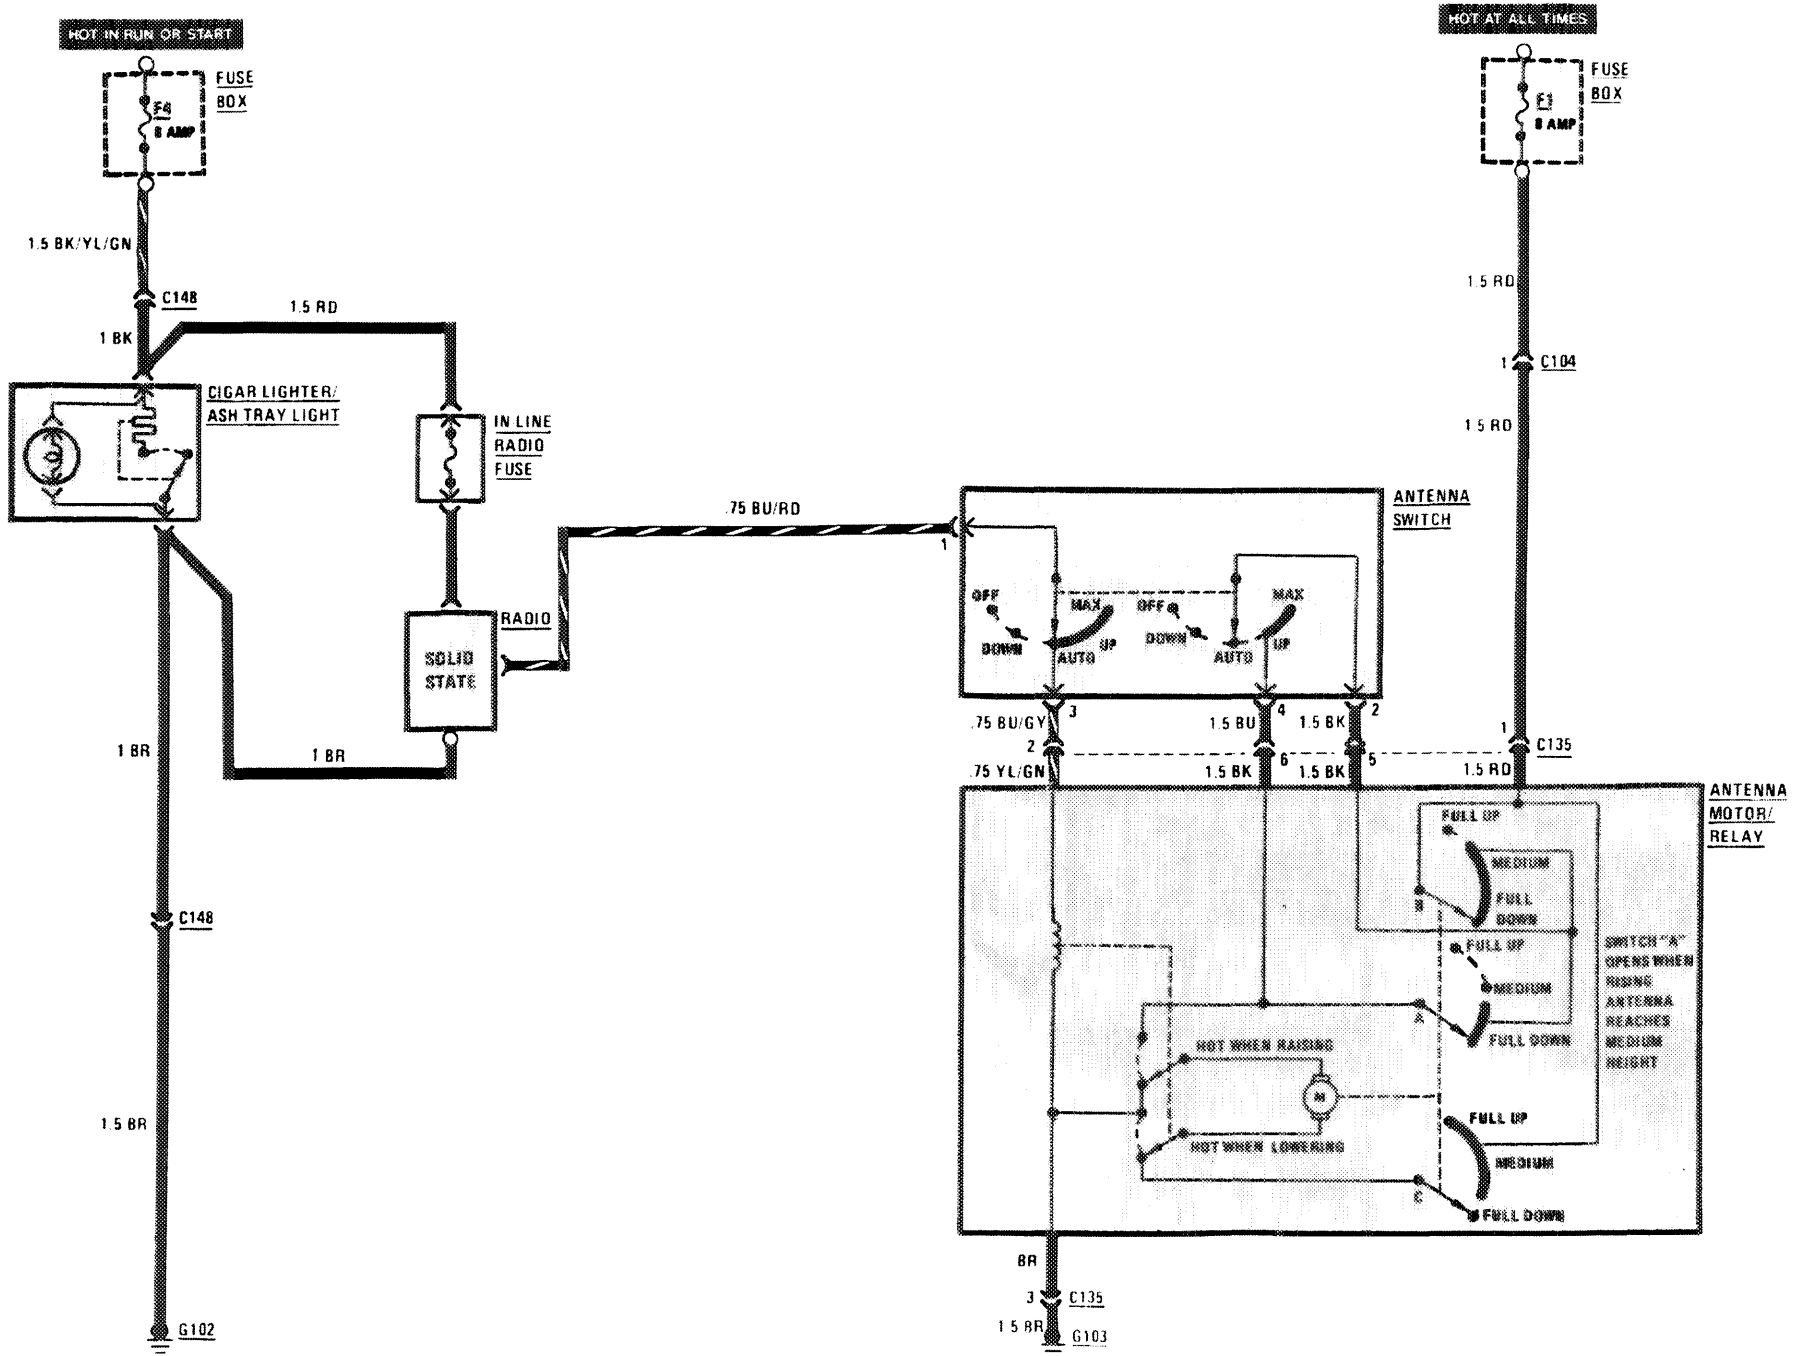 HOT IN RUN OR START
FUSE
BOX
F4
8 AMP
1.5 BK/YL/GN
C148
1 BK
1.5 RD
CIGAR LIGHTER/
ASH TRAY LIGHT
IN LINE
RADIO
FUSE
RADIO
SOLID
STATE
1 BR
1 BR
C148
1.5 BR
G102
.75 BU/RD
HOT AT ALL TIMES
FUSE
BOX
F1
8 AMP
1.5 RD
1
C104
1.5 RD
ANTENNA
SWITCH
1
OFF
DOWN
AUTO
UP
MAX
OFF
DOWN
AUTO
UP
MAX
3
4
2
.75 BU/GY
1.5 BU
1.5 BK
1
2
6
5
C135
.75 YL/GN
1.5 BK
1.5 BK
1.5 RD
ANTENNA
MOTOR/
RELAY
FULL UP
MEDIUM
FULL
DOWN
B
FULL UP
MEDIUM
A
FULL DOWN
SWITCH "A"
OPENS WHEN
RISING
ANTENNA
REACHES
MEDIUM
HEIGHT
HOT WHEN RAISING
M
HOT WHEN LOWERING
FULL UP
MEDIUM
C
FULL DOWN
BR
3
C135
1.5 BR
G103